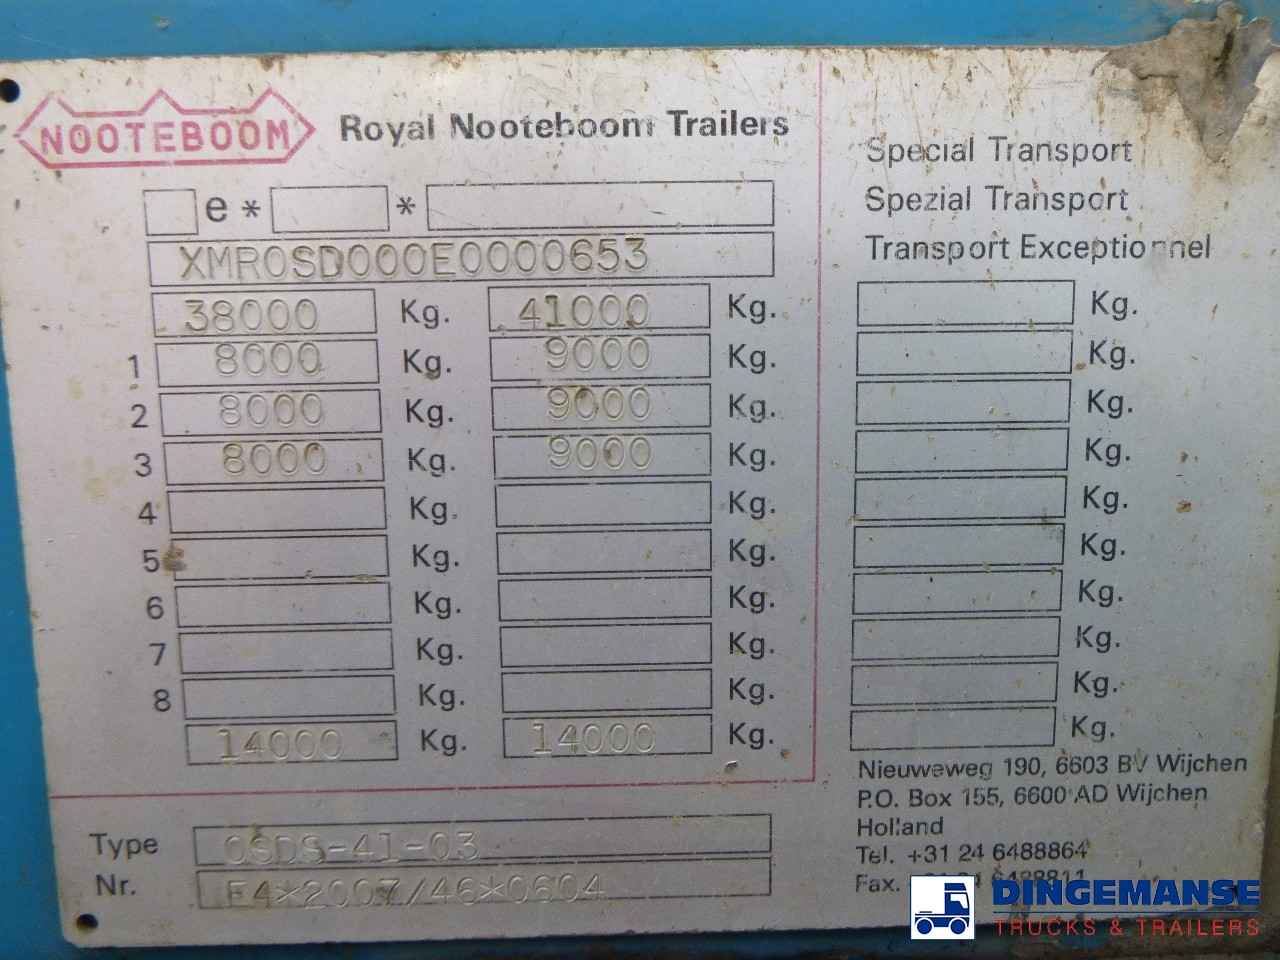 NOOTEBOOM Royal Nooteboom Trailers
e* *
XMROSD000E0000653
38000 Kg. 41000 Kg.
1 8000 Kg. 9000 Kg.
2 8000 Kg. 9000 Kg.
3 8000 Kg. 9000 Kg.
4 Kg. Kg.
5 Kg. Kg.
6 Kg. Kg.
7 Kg. Kg.
8 Kg. Kg.
14000 Kg. 14000 Kg.
Type OSDS-41-03
Nr. E4*2007/46*0604
Special Transport
Spezial Transport
Transport Exceptionnel
Kg.
Kg.
Kg.
Kg.
Kg.
Kg.
Kg.
Kg.
Kg.
Kg.
Nieuweweg 190, 6603 BV Wijchen
P.O. Box 155, 6600 AD Wijchen
Holland
Tel. +31 24 6488864
Fax. +31 24 6488811
DINGEMANSE
TRUCKS & TRAILERS